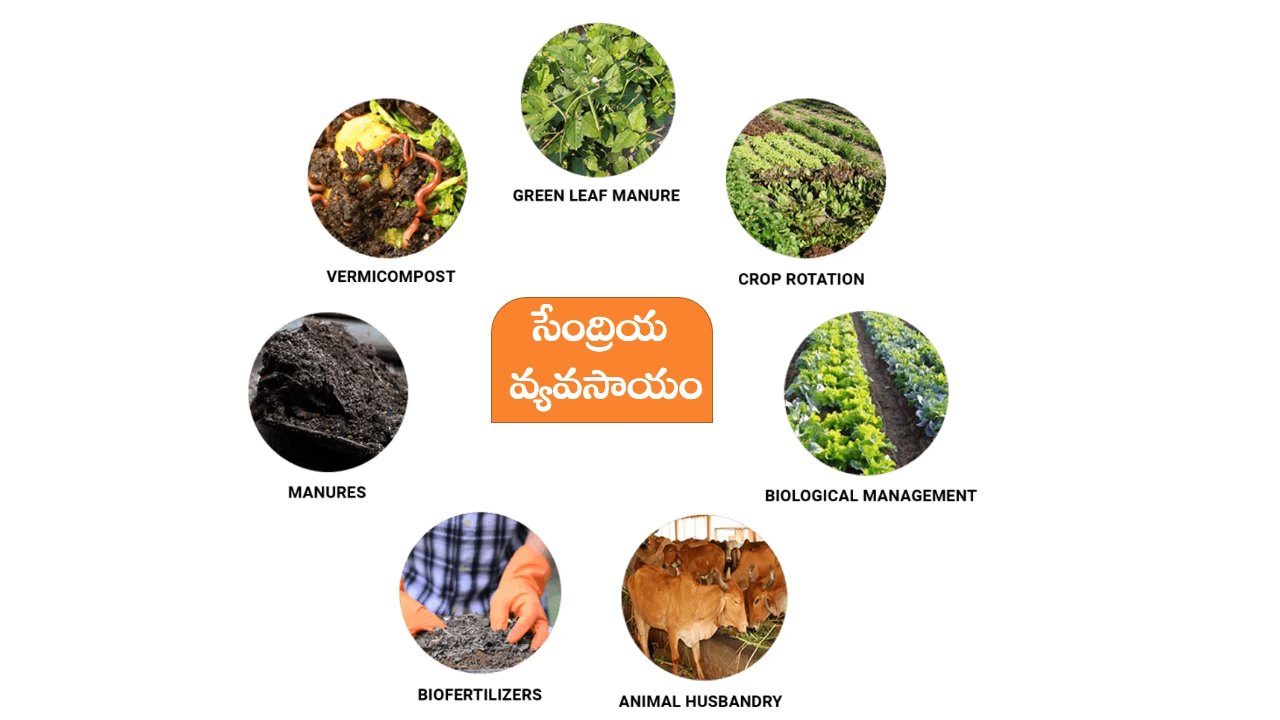 GREEN LEAF MANURE
VERMICOMPOST
CROP ROTATION
సేంద్రియ
వ్యవసాయం
MANURES
BIOLOGICAL MANAGEMENT
BIOFERTILIZERS
ANIMAL HUSBANDRY